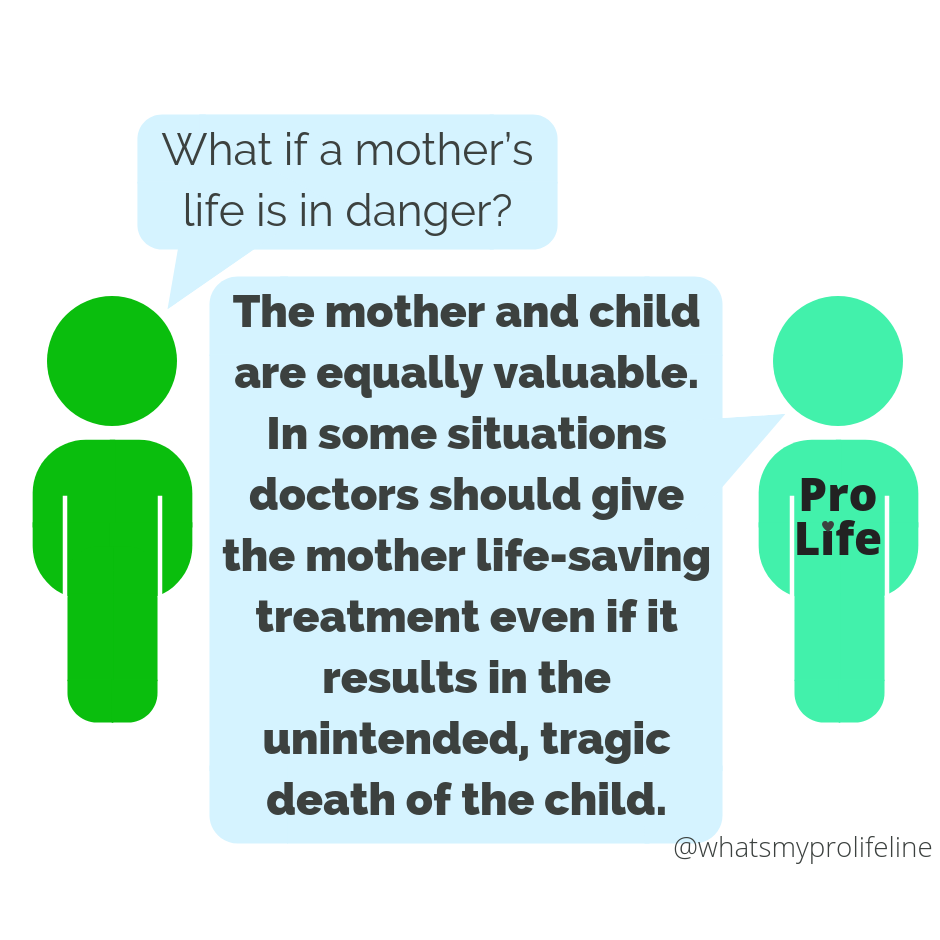 What if a mother’s
life is in danger?
The mother and child
are equally valuable.
In some situations
doctors should give
the mother life-saving
treatment even if it
results in the
unintended, tragic
death of the child.
Pro
Life
@whatsmyprolifeline